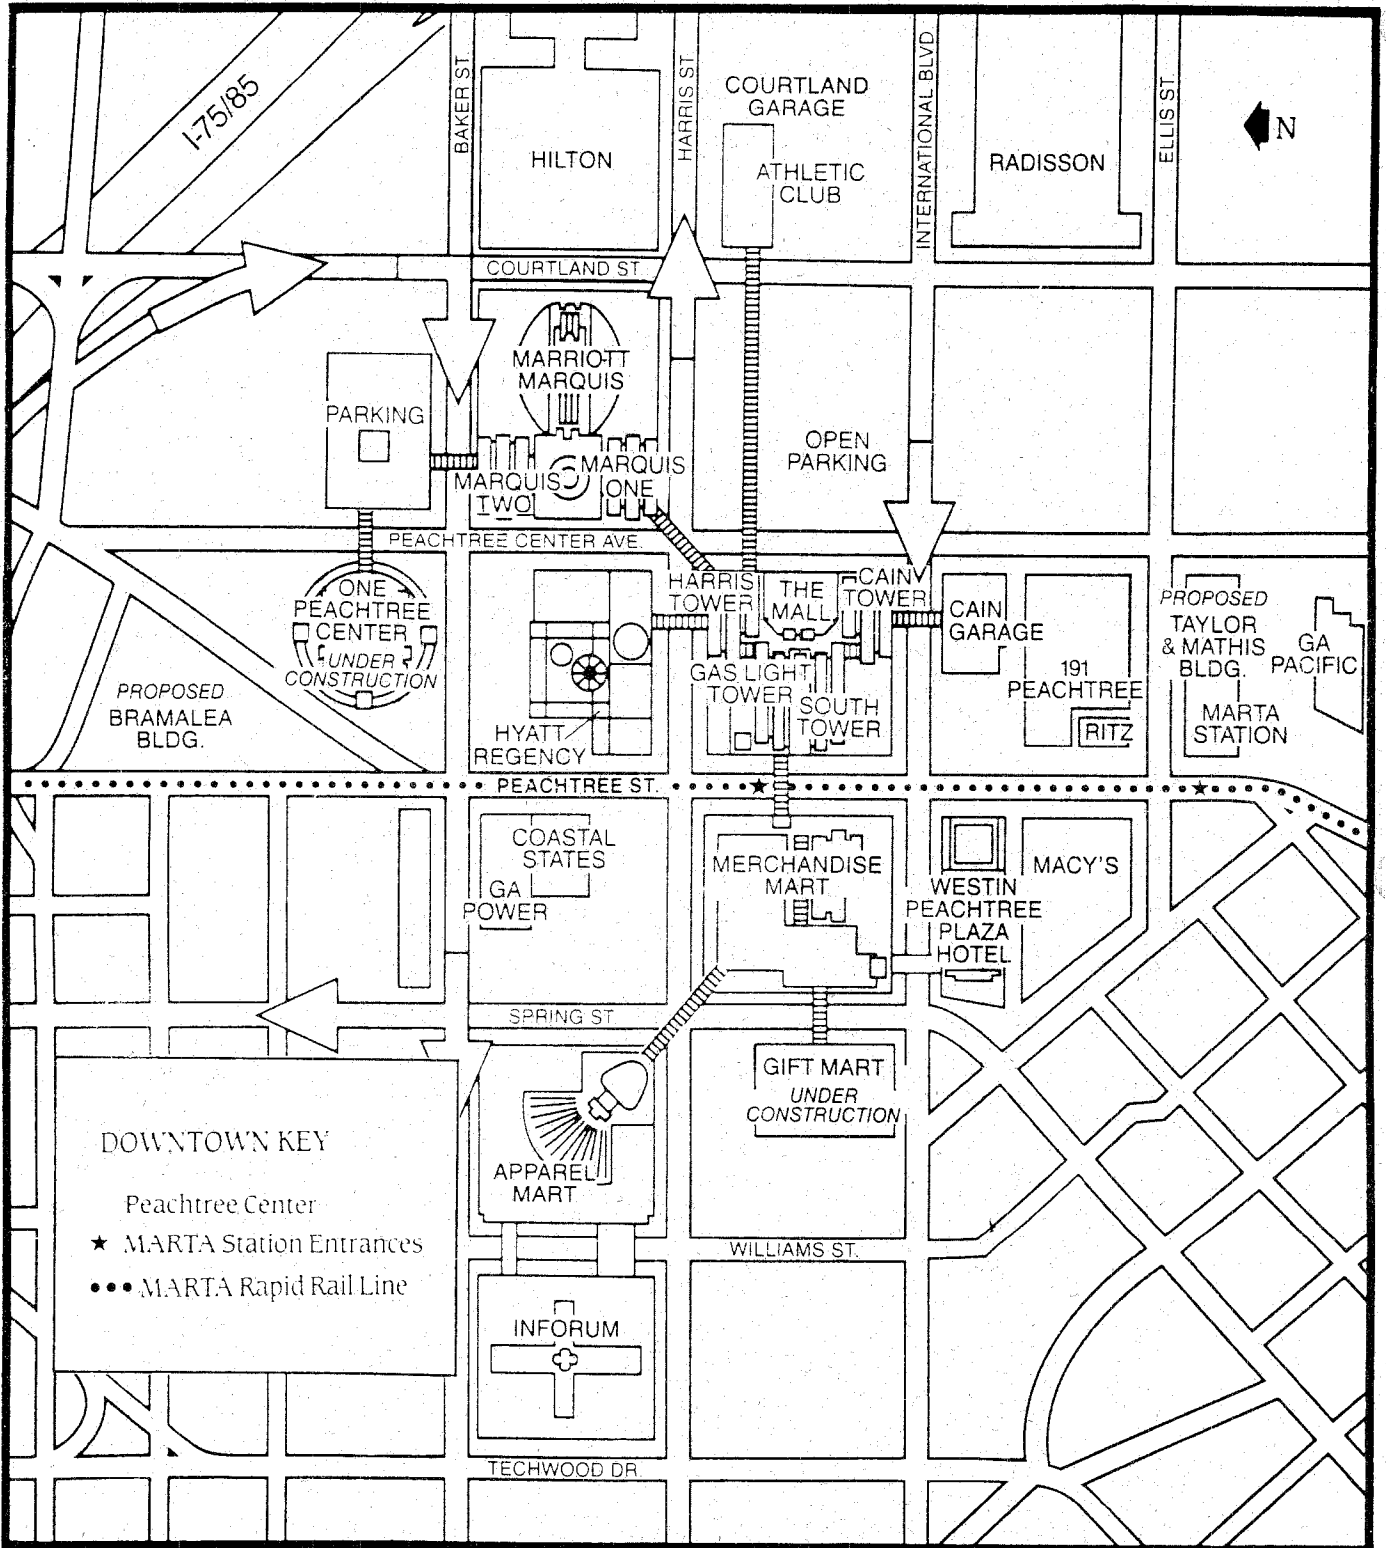 I-75/85
BAKER ST.
HILTON
HARRIS ST.
COURTLAND
GARAGE
ATHLETIC
CLUB
INTERNATIONAL BLVD.
RADISSON
ELLIS ST.
N
COURTLAND ST.
MARRIOTT
MARQUIS
PARKING
OPEN
PARKING
MARQUIS
TWO
MARQUIS
ONE
PEACHTREE CENTER AVE.
ONE
PEACHTREE
CENTER
UNDER
CONSTRUCTION
HARRIS
TOWER
THE
MALL
CAIN
TOWER
CAIN
GARAGE
PROPOSED
TAYLOR
& MATHIS
BLDG.
GA
PACIFIC
191
PEACHTREE
RITZ
MARTA
STATION
GAS LIGHT
TOWER
SOUTH
TOWER
PROPOSED
BRAMALEA
BLDG.
HYATT
REGENCY
PEACHTREE ST.
COASTAL
STATES
GA
POWER
MERCHANDISE
MART
WESTIN
PEACHTREE
PLAZA
HOTEL
MACY'S
SPRING ST.
GIFT MART
UNDER
CONSTRUCTION
APPAREL
MART
DOWNTOWN KEY
Peachtree Center
★ MARTA Station Entrances
••• MARTA Rapid Rail Line
WILLIAMS ST.
INFORUM
TECHWOOD DR.